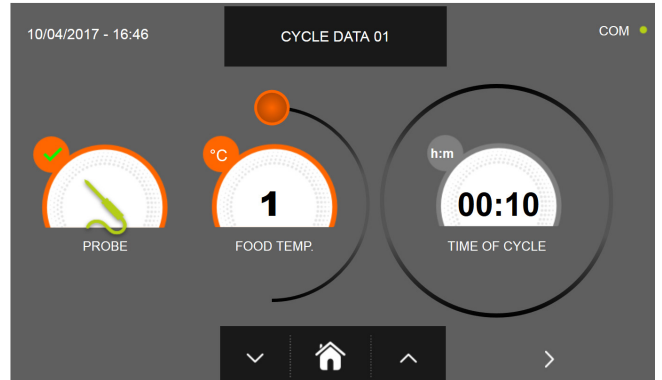 10/04/2017 - 16:46
CYCLE DATA 01
COM
°C
h:m
1
00:10
PROBE
FOOD TEMP.
TIME OF CYCLE